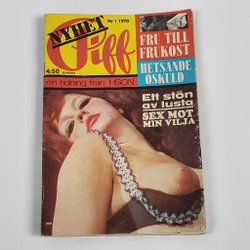 NYHET
Nr 1 1970
Piff
4:50
en tidning från HSON
FRU TILL
FRUKOST
HETSANDE
OSKULD
Ett stön
av lusta
SEX MOT
MIN VILJA